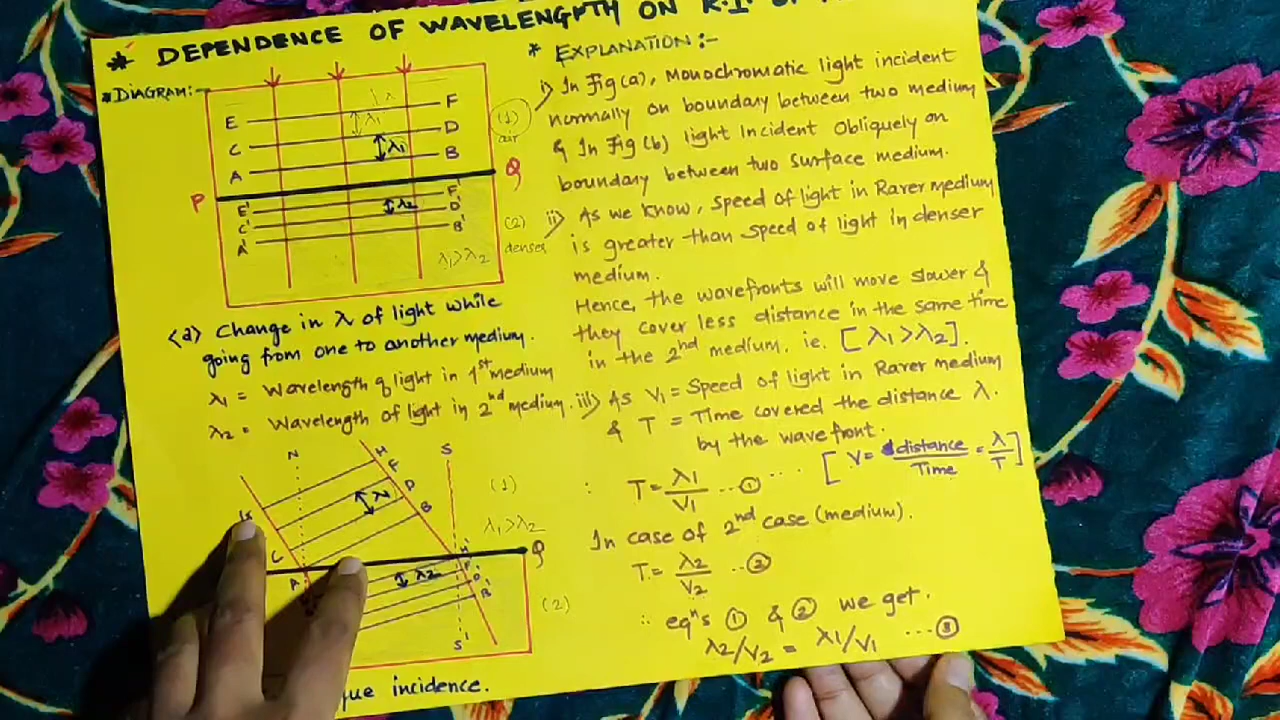 * DEPENDENCE OF WAVELENGTH ON R.I. OF
* DIAGRAM:-
E F
λ1
C D
λ1
A B
(1)
air
P Q
E' F'
λ2
C' D'
A' B'
(2)
denses
λ1>λ2
(a) Change in λ of light while
going from one to another medium.
λ1 = Wavelength of light in 1st medium
λ2 = Wavelength of light in 2nd medium.
N S
H
F
D
λ1
B
(1)
λ1>λ2
C
A
H'
F'
D'
B'
λ2
Q
(2)
S'
que incidence.
* EXPLANATION:-
i) In Fig(a), Monochromatic light incident
normally on boundary between two medium
& In Fig(b) light Incident Obliquely on
boundary between two surface medium.
ii) As we know, speed of light in Rarer medium
is greater than speed of light in denser
medium.
Hence, the wavefronts will move slower &
they cover less distance in the same time
in the 2nd medium. ie. [λ1>λ2].
iii) As V1 = Speed of light in Rarer medium
& T = Time covered the distance λ.
by the wavefront.
[V = distance/Time = λ/T]
∴ T = λ1/V1 ...①
In case of 2nd case (medium).
T = λ2/V2 ...②
∴ eqns ① & ② we get.
λ2/V2 = λ1/V1 ...③